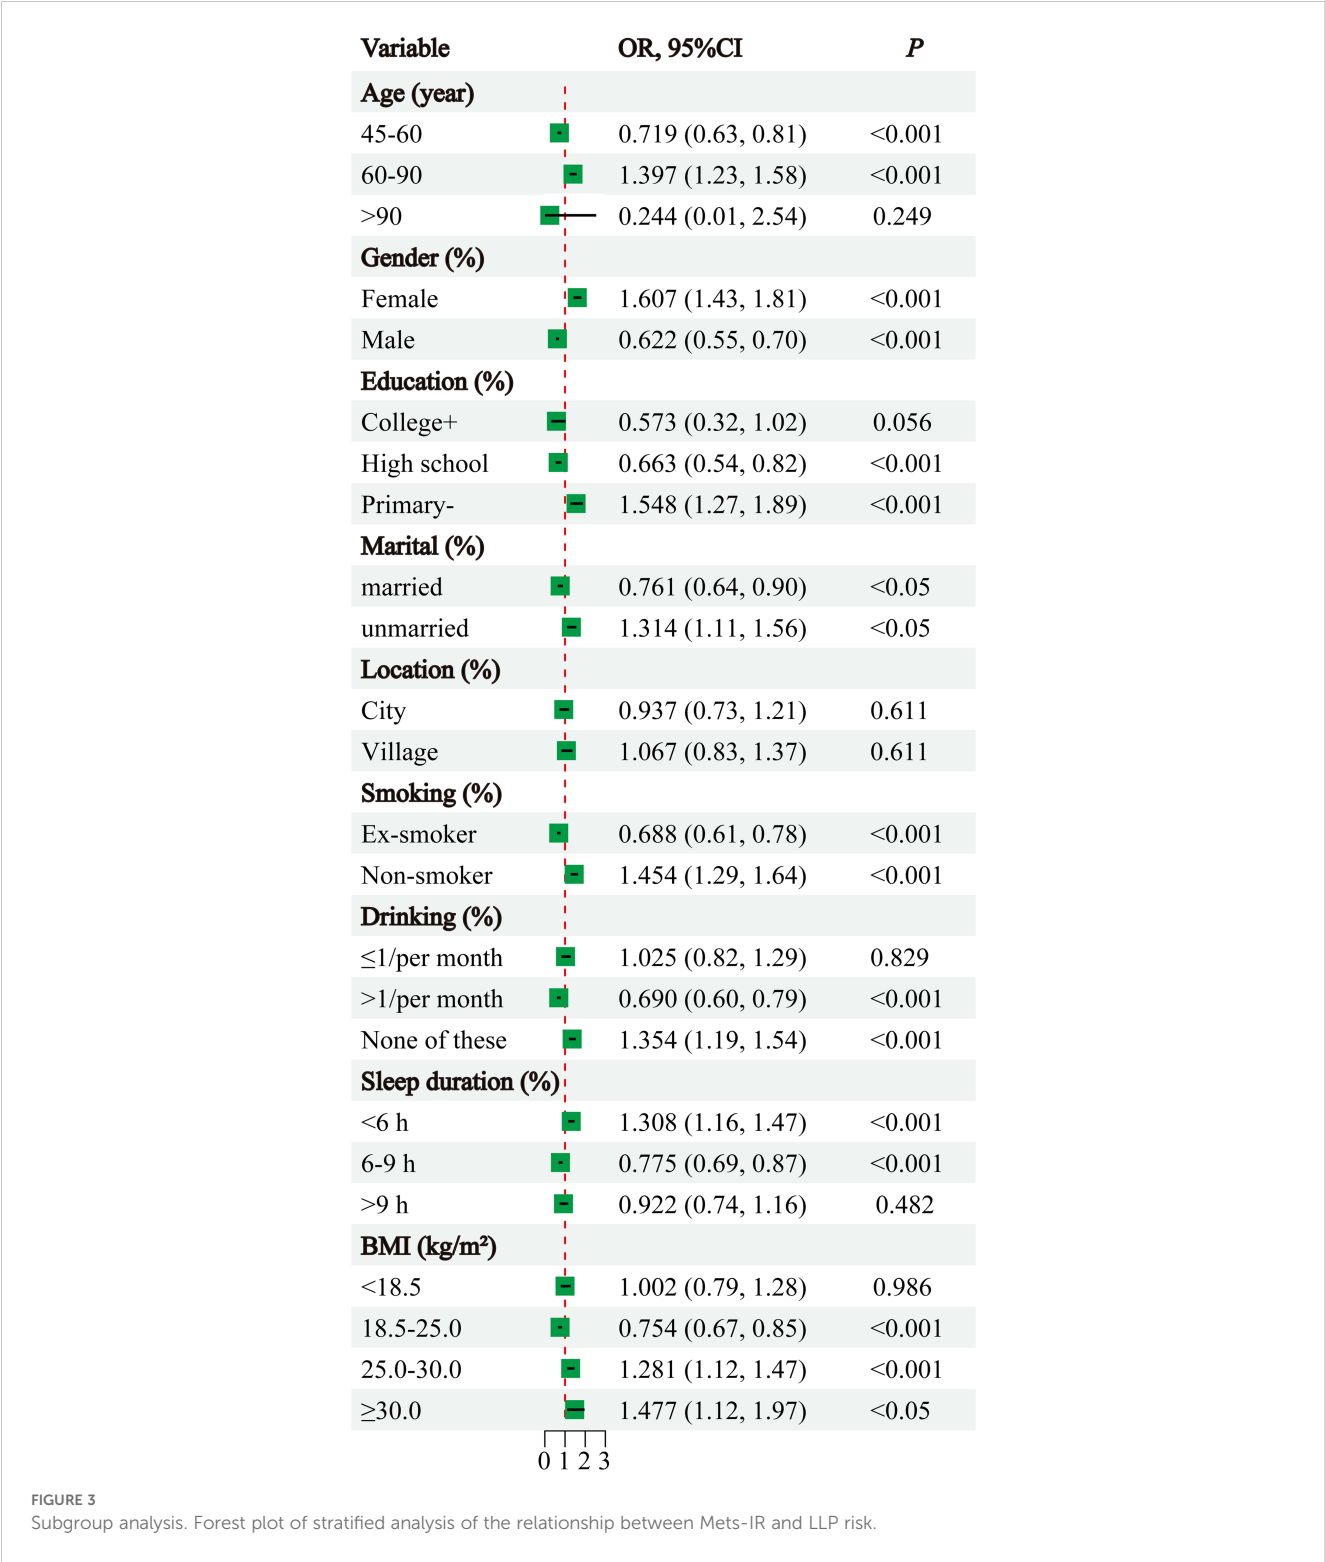 Variable OR, 95%CI P
Age (year)
45-60 0.719 (0.63, 0.81) <0.001
60-90 1.397 (1.23, 1.58) <0.001
>90 0.244 (0.01, 2.54) 0.249
Gender (%)
Female 1.607 (1.43, 1.81) <0.001
Male 0.622 (0.55, 0.70) <0.001
Education (%)
College+ 0.573 (0.32, 1.02) 0.056
High school 0.663 (0.54, 0.82) <0.001
Primary- 1.548 (1.27, 1.89) <0.001
Marital (%)
married 0.761 (0.64, 0.90) <0.05
unmarried 1.314 (1.11, 1.56) <0.05
Location (%)
City 0.937 (0.73, 1.21) 0.611
Village 1.067 (0.83, 1.37) 0.611
Smoking (%)
Ex-smoker 0.688 (0.61, 0.78) <0.001
Non-smoker 1.454 (1.29, 1.64) <0.001
Drinking (%)
≤1/per month 1.025 (0.82, 1.29) 0.829
>1/per month 0.690 (0.60, 0.79) <0.001
None of these 1.354 (1.19, 1.54) <0.001
Sleep duration (%)
<6 h 1.308 (1.16, 1.47) <0.001
6-9 h 0.775 (0.69, 0.87) <0.001
>9 h 0.922 (0.74, 1.16) 0.482
BMI (kg/m²)
<18.5 1.002 (0.79, 1.28) 0.986
18.5-25.0 0.754 (0.67, 0.85) <0.001
25.0-30.0 1.281 (1.12, 1.47) <0.001
≥30.0 1.477 (1.12, 1.97) <0.05
0 1 2 3
FIGURE 3
Subgroup analysis. Forest plot of stratified analysis of the relationship between Mets-IR and LLP risk.